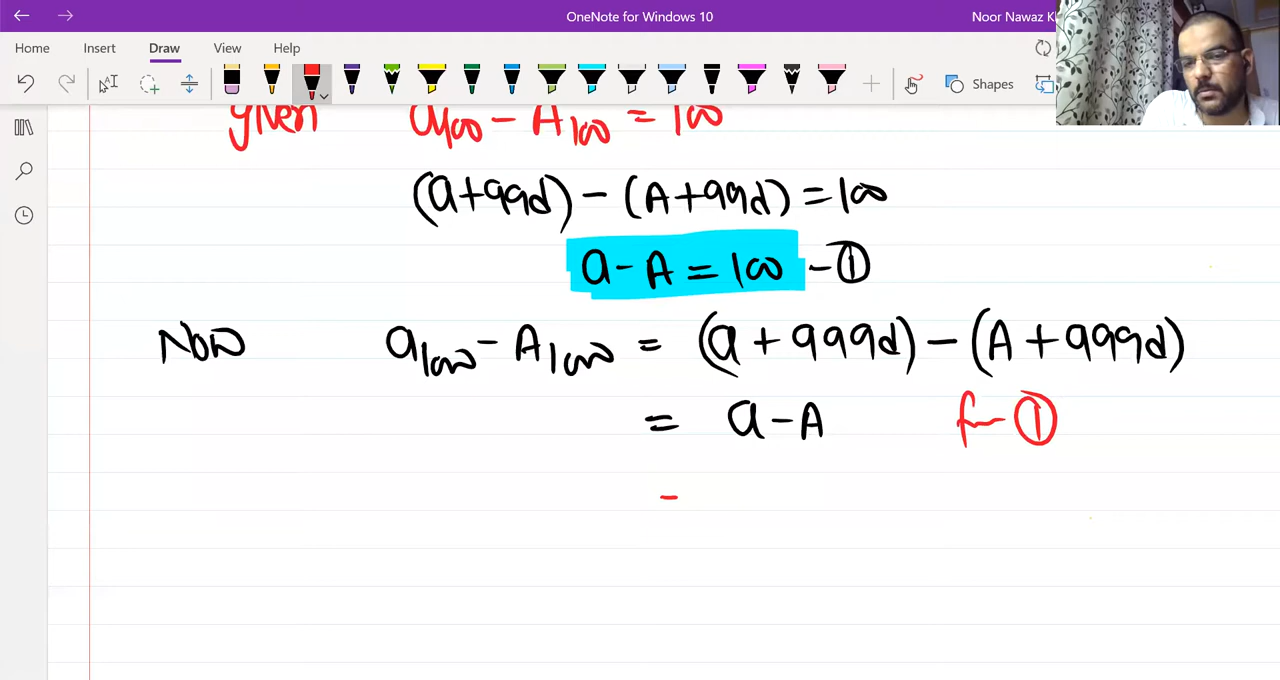 OneNote for Windows 10
Noor Nawaz K
Home Insert Draw View Help
Shapes
given a100 - A100 = 100
(a+99d) - (A+99d) = 100
a - A = 100 - ①
Now a1000 - A1000 = (a + 999d) - (A + 999d)
= a - A f- ①